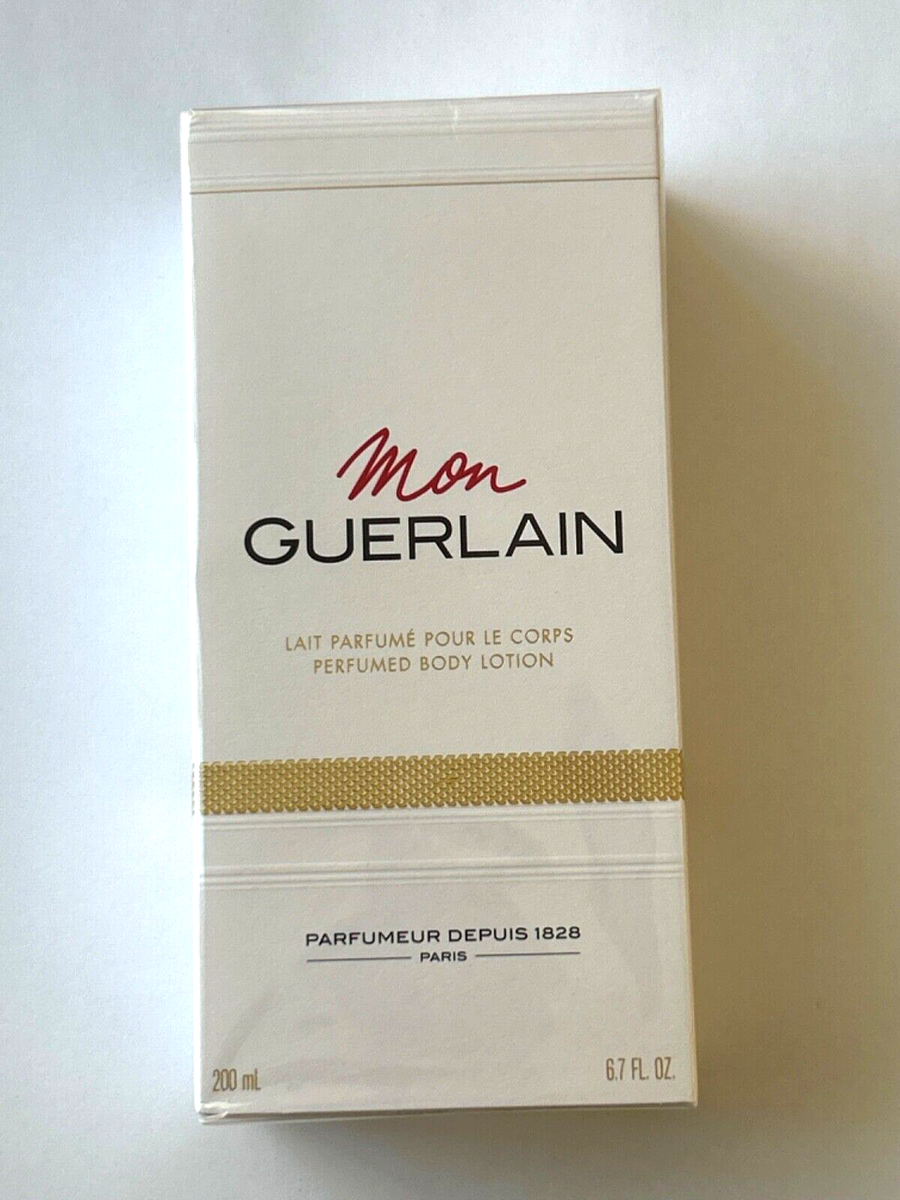 Mon
GUERLAIN
LAIT PARFUMÉ POUR LE CORPS
PERFUMED BODY LOTION
PARFUMEUR DEPUIS 1828
PARIS
200 mL 6.7 FL. OZ.